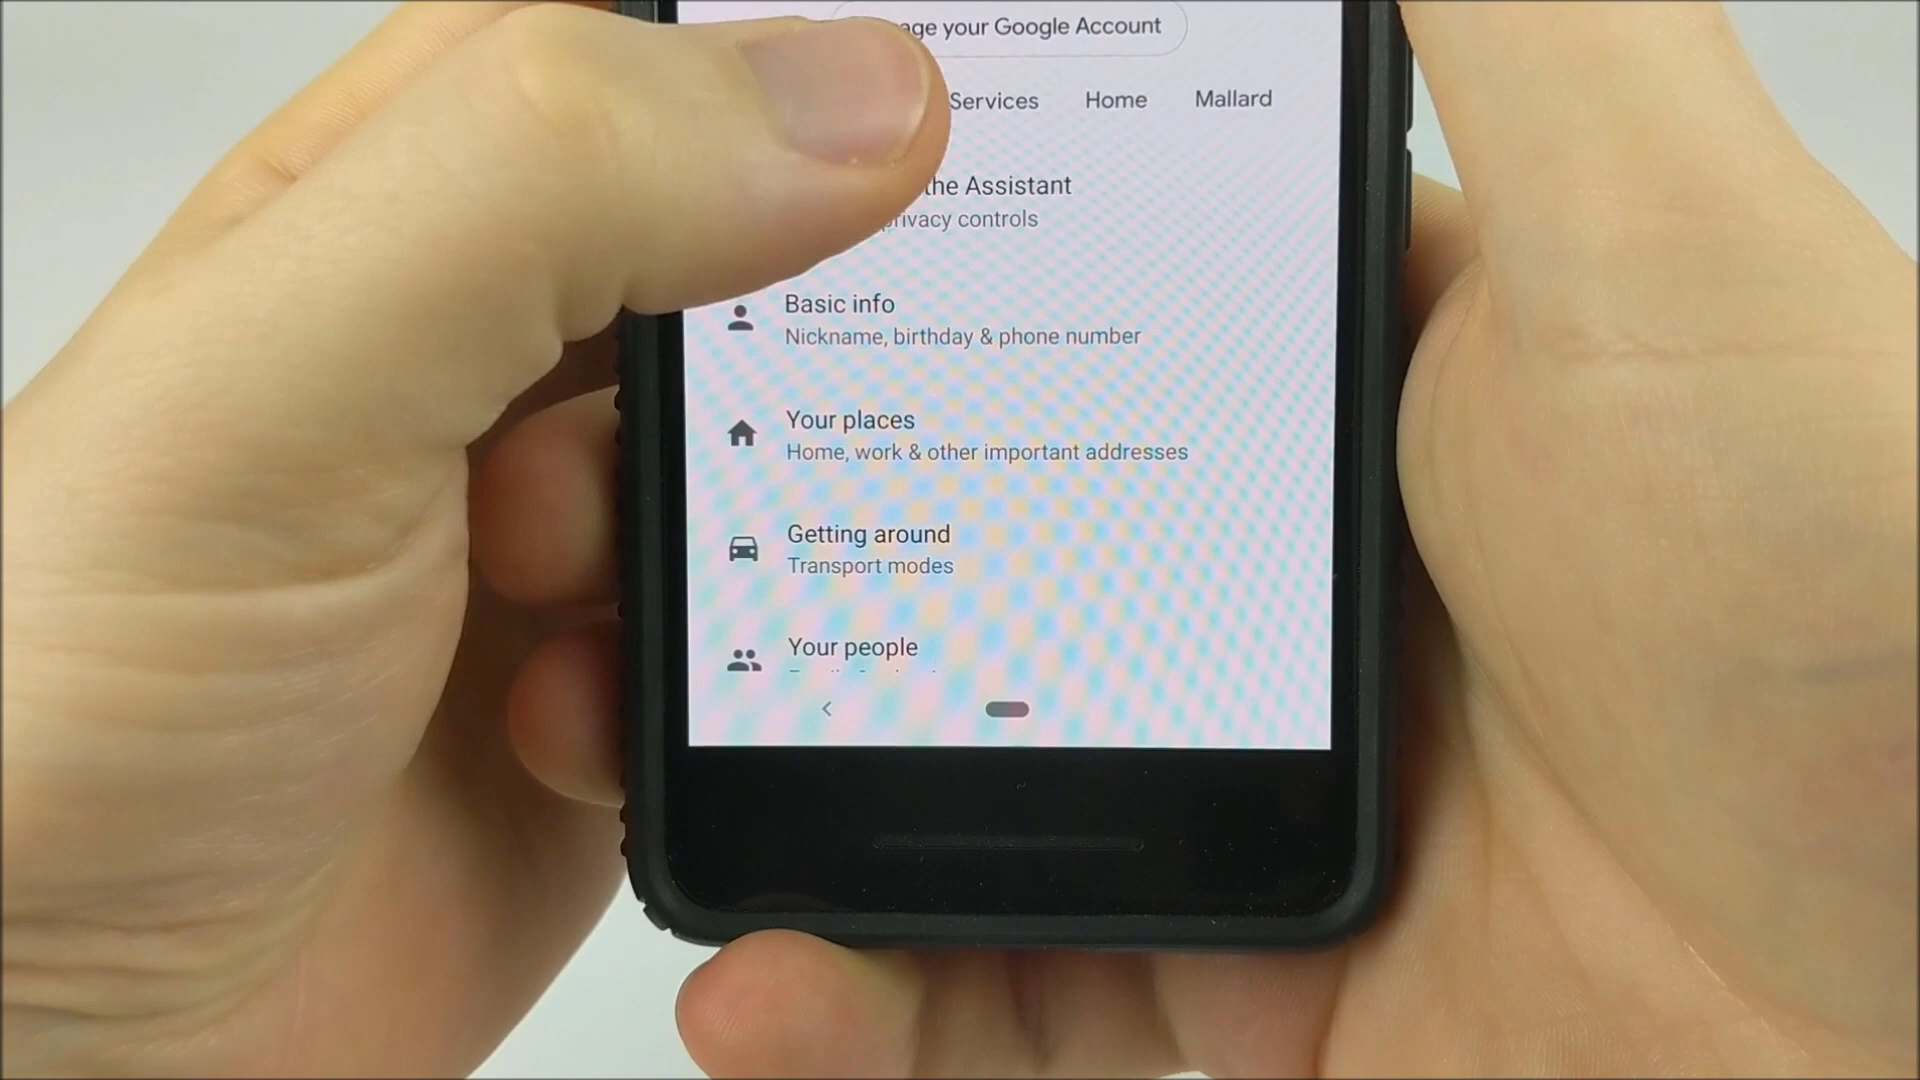 your Google Account
Services Home Mallard
the Assistant
privacy controls
Basic info
Nickname, birthday & phone number
Your places
Home, work & other important addresses
Getting around
Transport modes
Your people